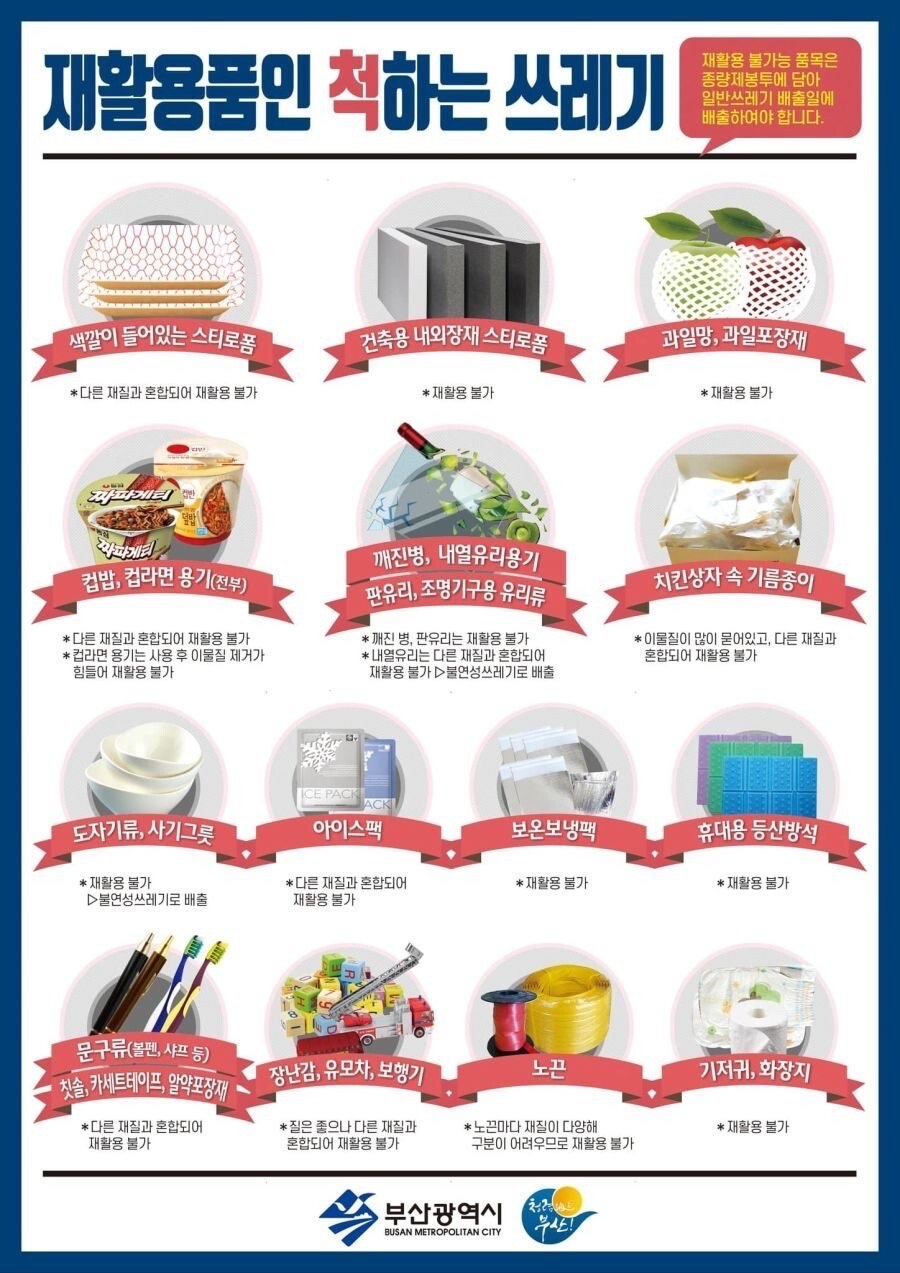 재활용품인 척하는 쓰레기
재활용 불가능 품목은
종량제봉투에 담아
일반쓰레기 배출일에
배출하여야 합니다.
색깔이 들어있는 스티로폼
*다른 재질과 혼합되어 재활용 불가
건축용 내외장재 스티로폼
*재활용 불가
과일망, 과일포장재
*재활용 불가
농심
짜파게티
짜파게티
컵반
컵반
덮밥
컵밥, 컵라면 용기(전부)
*다른 재질과 혼합되어 재활용 불가
*컵라면 용기는 사용 후 이물질 제거가
힘들어 재활용 불가
깨진병, 내열유리용기
판유리, 조명기구용 유리류
*깨진 병, 판유리는 재활용 불가
*내열유리는 다른 재질과 혼합되어
재활용 불가 ▷불연성쓰레기로 배출
치킨상자 속 기름종이
*이물질이 많이 묻어있고, 다른 재질과
혼합되어 재활용 불가
도자기류, 사기그릇
*재활용 불가
▷불연성쓰레기로 배출
ICE PACK
PACK
아이스팩
*다른 재질과 혼합되어
재활용 불가
보온보냉팩
*재활용 불가
휴대용 등산방석
*재활용 불가
문구류(볼펜, 샤프 등)
칫솔, 카세트테이프, 알약포장재
*다른 재질과 혼합되어
재활용 불가
장난감, 유모차, 보행기
*질은 좋으나 다른 재질과
혼합되어 재활용 불가
노끈
*노끈마다 재질이 다양해
구분이 어려우므로 재활용 불가
기저귀, 화장지
*재활용 불가
부산광역시
BUSAN METROPOLITAN CITY
부산!